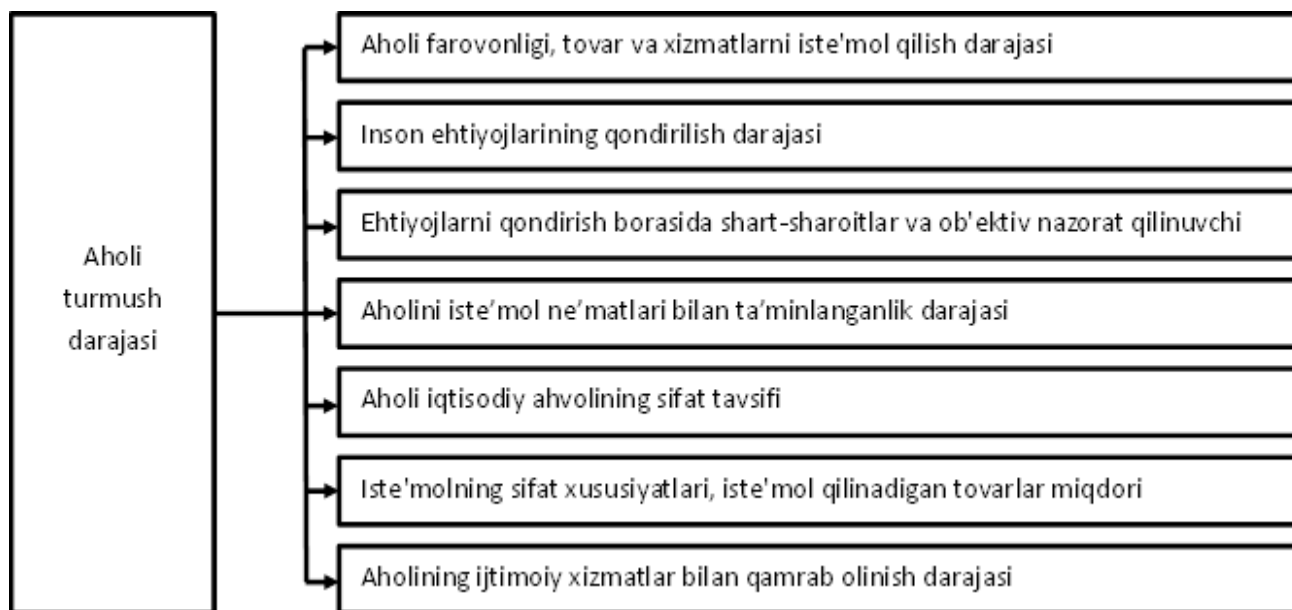 Aholi
turmush
darajasi
Aholi farovonligi, tovar va xizmatlarni iste'mol qilish darajasi
Inson ehtiyojlarining qondirilish darajasi
Ehtiyojlarni qondirish borasida shart-sharoitlar va ob'ektiv nazorat qilinuvchi
Aholini iste’mol ne’matlari bilan ta’minlanganlik darajasi
Aholi iqtisodiy ahvolining sifat tavsifi
Iste'molning sifat xususiyatlari, iste'mol qilinadigan tovarlar miqdori
Aholining ijtimoiy xizmatlar bilan qamrab olinish darajasi